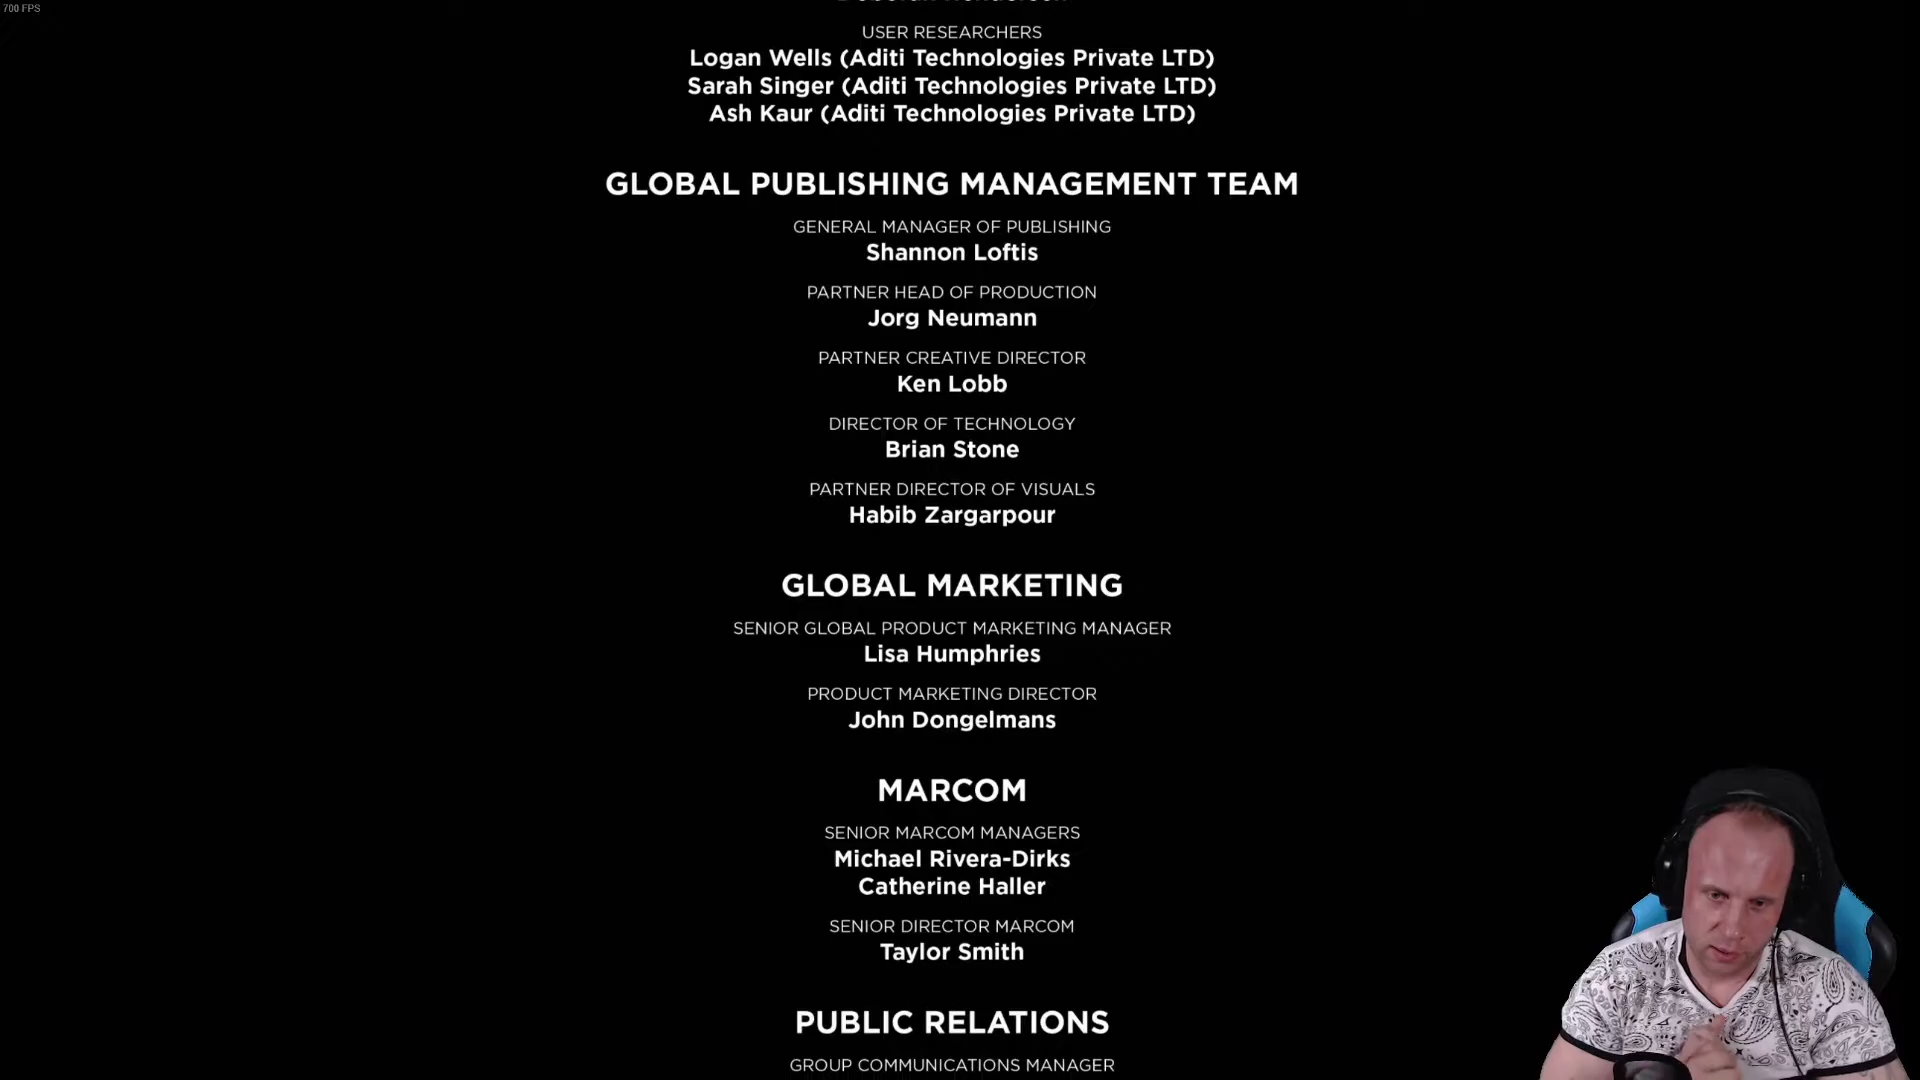 700 FPS
USER RESEARCHERS
Logan Wells (Aditi Technologies Private LTD)
Sarah Singer (Aditi Technologies Private LTD)
Ash Kaur (Aditi Technologies Private LTD)
GLOBAL PUBLISHING MANAGEMENT TEAM
GENERAL MANAGER OF PUBLISHING
Shannon Loftis
PARTNER HEAD OF PRODUCTION
Jorg Neumann
PARTNER CREATIVE DIRECTOR
Ken Lobb
DIRECTOR OF TECHNOLOGY
Brian Stone
PARTNER DIRECTOR OF VISUALS
Habib Zargarpour
GLOBAL MARKETING
SENIOR GLOBAL PRODUCT MARKETING MANAGER
Lisa Humphries
PRODUCT MARKETING DIRECTOR
John Dongelmans
MARCOM
SENIOR MARCOM MANAGERS
Michael Rivera-Dirks
Catherine Haller
SENIOR DIRECTOR MARCOM
Taylor Smith
PUBLIC RELATIONS
GROUP COMMUNICATIONS MANAGER